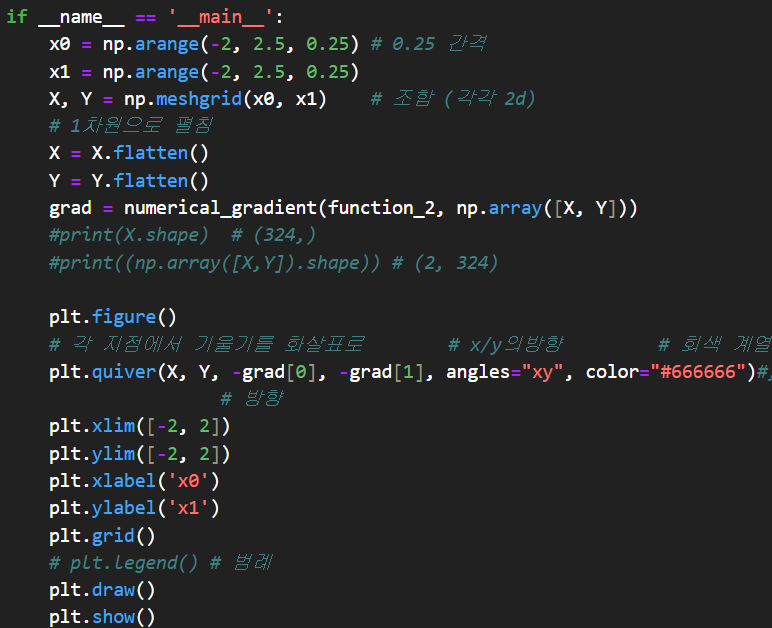 if __name__ == '__main__':
    x0 = np.arange(-2, 2.5, 0.25) # 0.25 간격
    x1 = np.arange(-2, 2.5, 0.25)
    X, Y = np.meshgrid(x0, x1)    # 조합 (각각 2d)
    # 1차원으로 펼침
    X = X.flatten()
    Y = Y.flatten()
    grad = numerical_gradient(function_2, np.array([X, Y]))
    #print(X.shape)  # (324,)
    #print((np.array([X,Y]).shape)) # (2, 324)
    plt.figure()
    # 각 지점에서 기울기를 화살표로        # x/y의방향         # 회색 계열
    plt.quiver(X, Y, -grad[0], -grad[1], angles="xy", color="#666666")#
                    # 방향
    plt.xlim([-2, 2])
    plt.ylim([-2, 2])
    plt.xlabel('x0')
    plt.ylabel('x1')
    plt.grid()
    # plt.legend() # 범례
    plt.draw()
    plt.show()